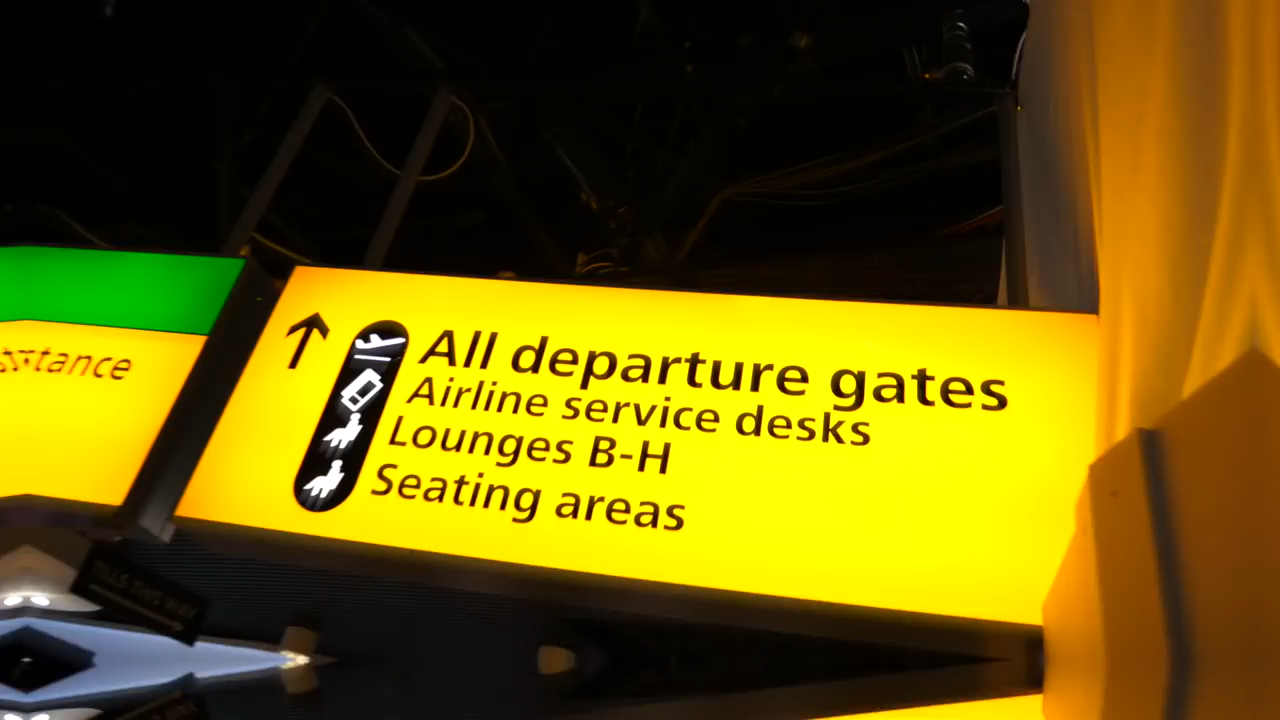 All departure gates
Airline service desks
Lounges B-H
Seating areas